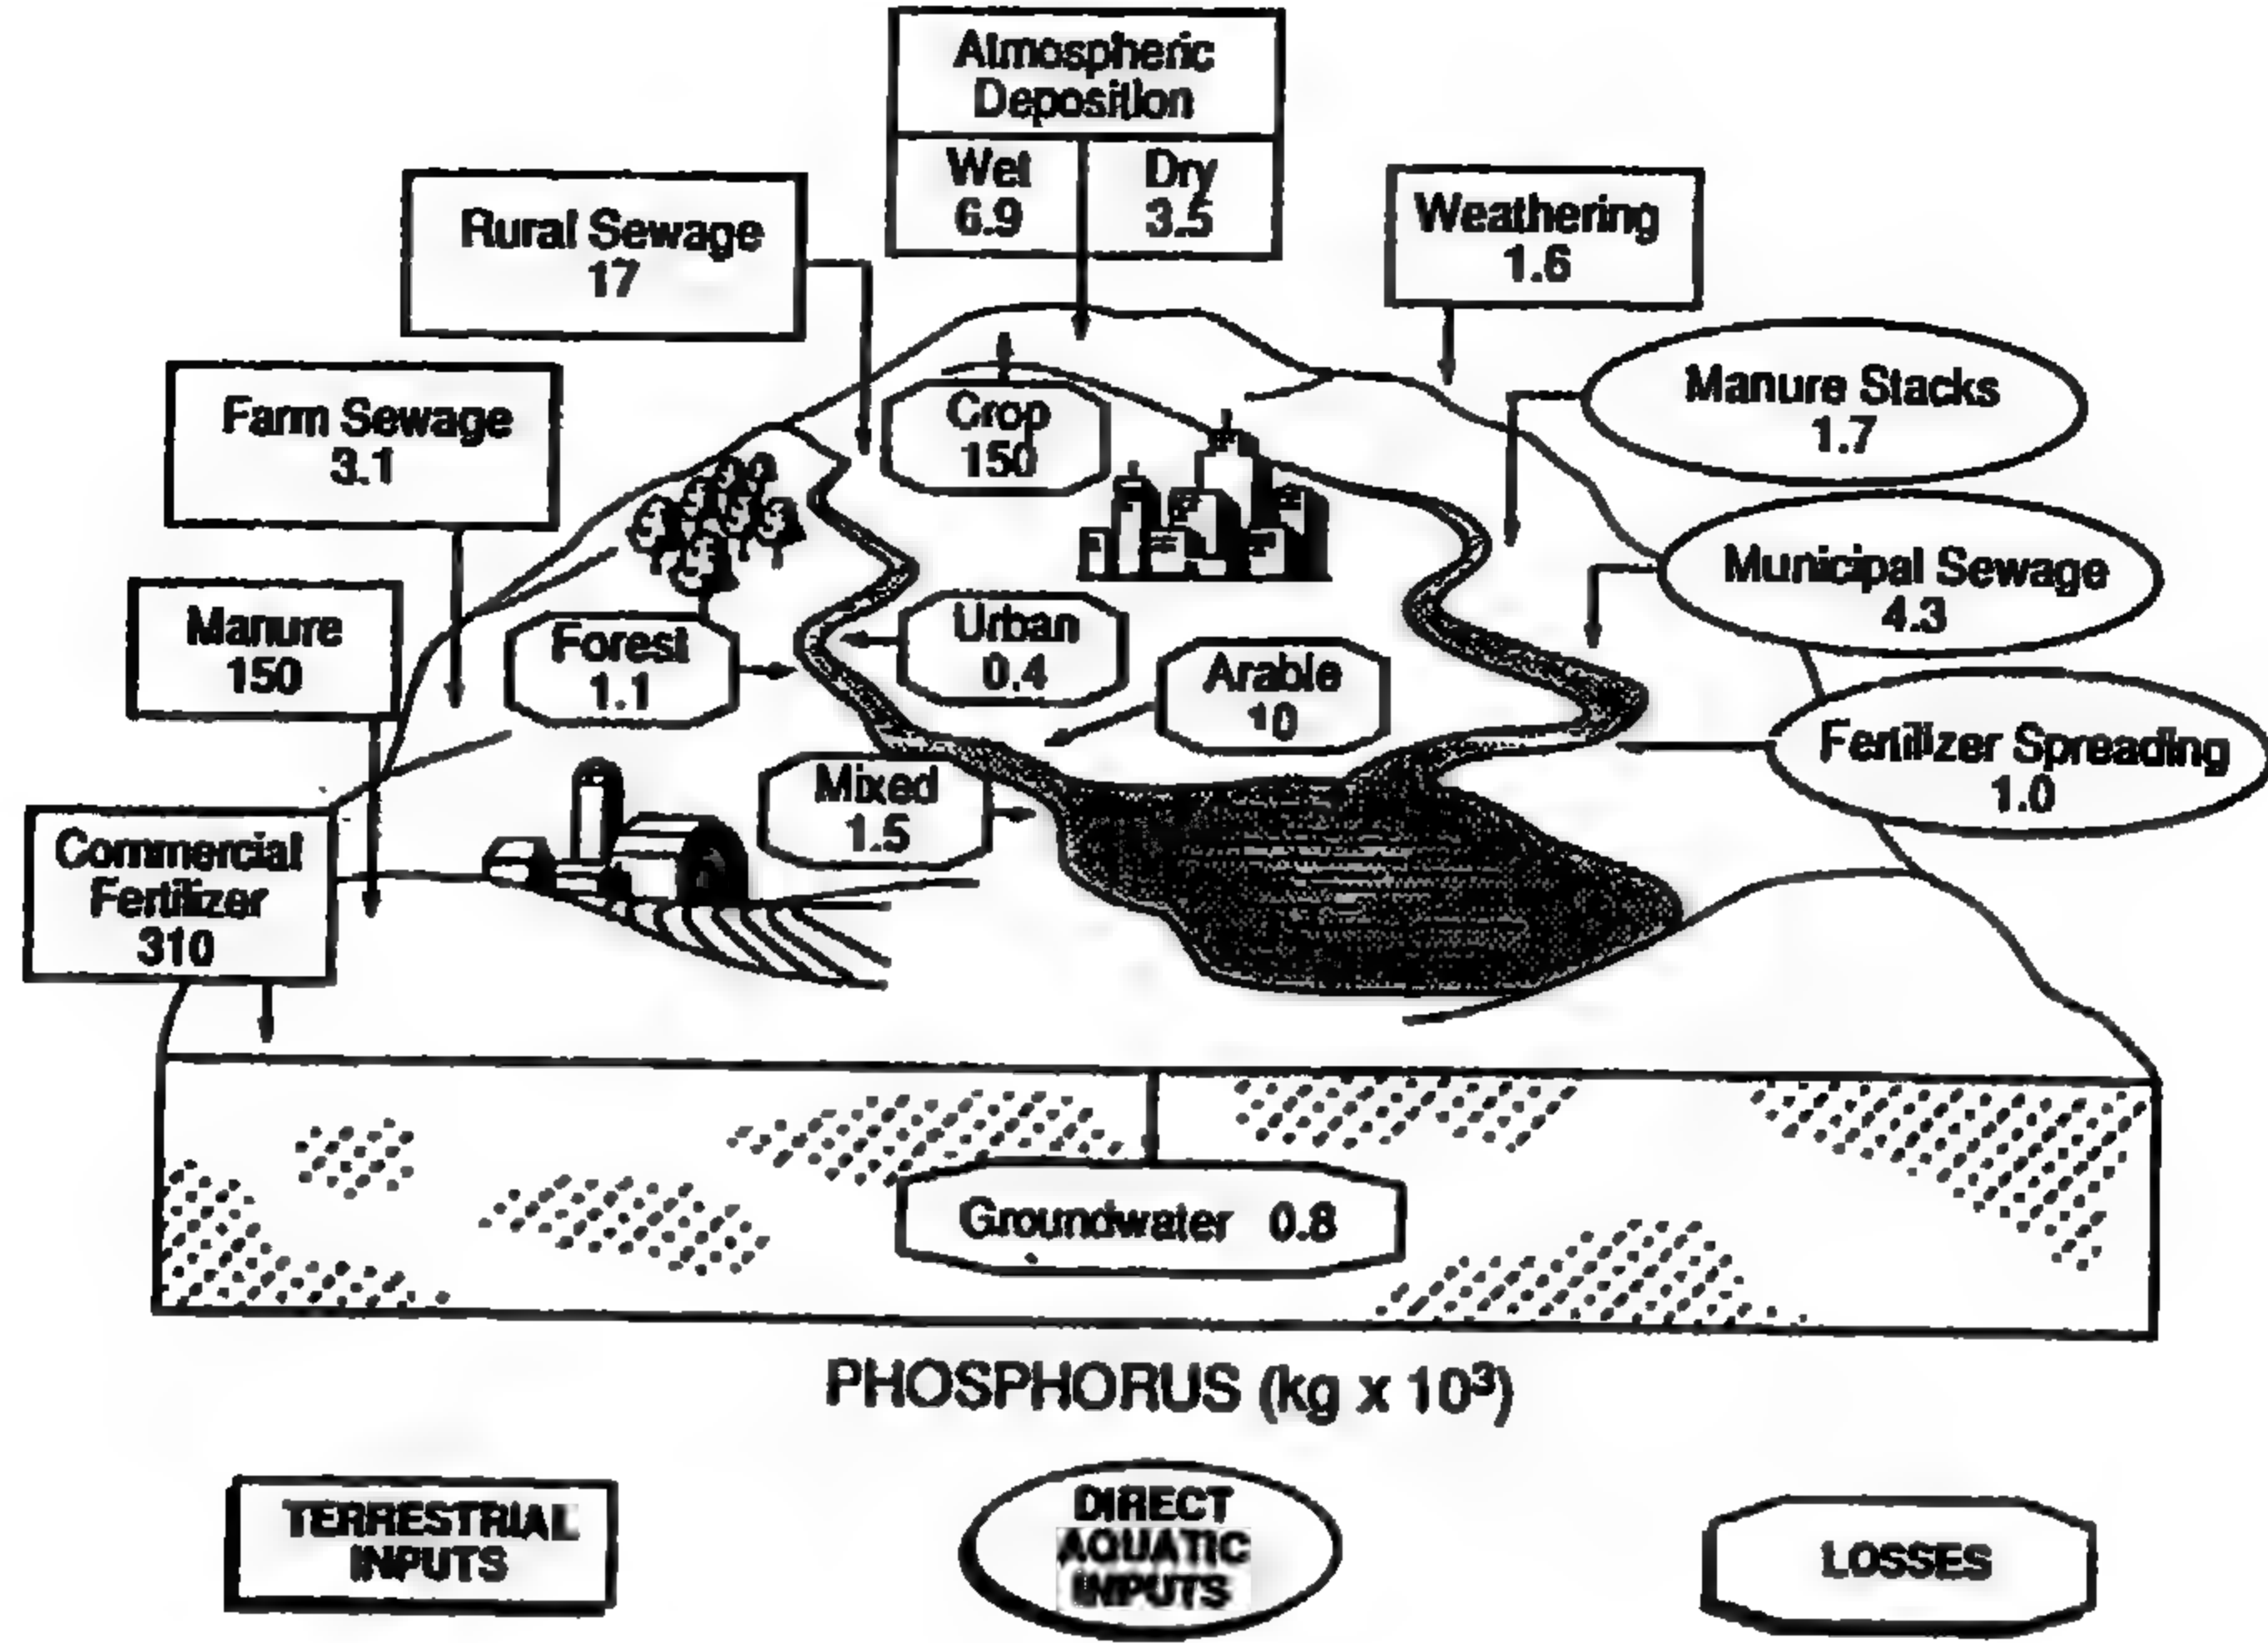 Atmospheric
Deposition
Wet
6.9
Dry
3.5
Rural Sewage
17
Weathering
1.6
Farm Sewage
3.1
Crop
150
Manure Stacks
1.7
Municipal Sewage
4.3
Manure
150
Forest
1.1
Urban
0.4
Arable
10
Fertilizer Spreading
1.0
Mixed
1.5
Commercial
Fertilizer
310
Groundwater 0.8
PHOSPHORUS (kg x 10³)
TERRESTRIAL
INPUTS
DIRECT
AQUATIC
INPUTS
LOSSES